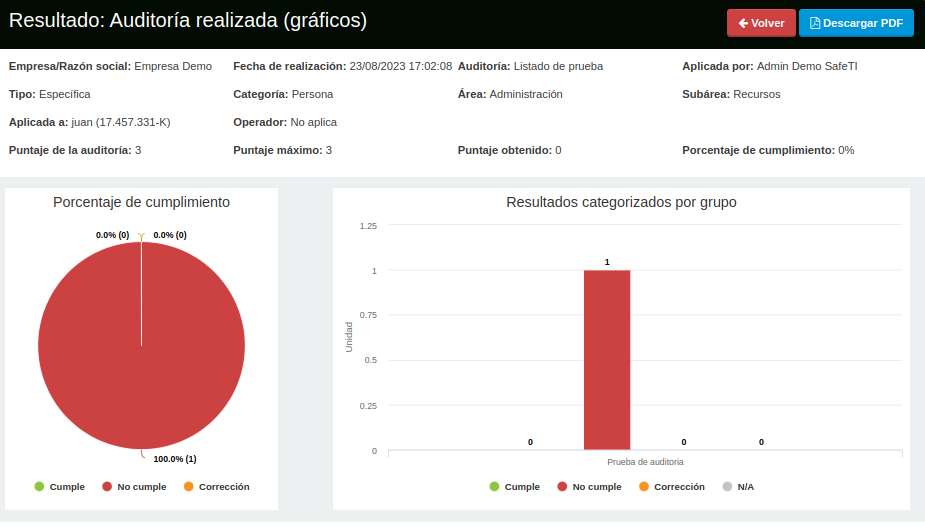 Resultado: Auditoría realizada (gráficos)
Volver
Descargar PDF
Empresa/Razón social: Empresa Demo
Fecha de realización: 23/08/2023 17:02:08
Auditoría: Listado de prueba
Aplicada por: Admin Demo SafeTI
Tipo: Específica
Categoría: Persona
Área: Administración
Subárea: Recursos
Aplicada a: juan (17.457.331-K)
Operador: No aplica
Puntaje de la auditoría: 3
Puntaje máximo: 3
Puntaje obtenido: 0
Porcentaje de cumplimiento: 0%
Porcentaje de cumplimiento
0.0% (0)
0.0% (0)
100.0% (1)
Cumple
No cumple
Corrección
Resultados categorizados por grupo
1.25
1
0.75
0.5
0.25
0
Unidad
0
1
0
0
Prueba de auditoria
Cumple
No cumple
Corrección
N/A